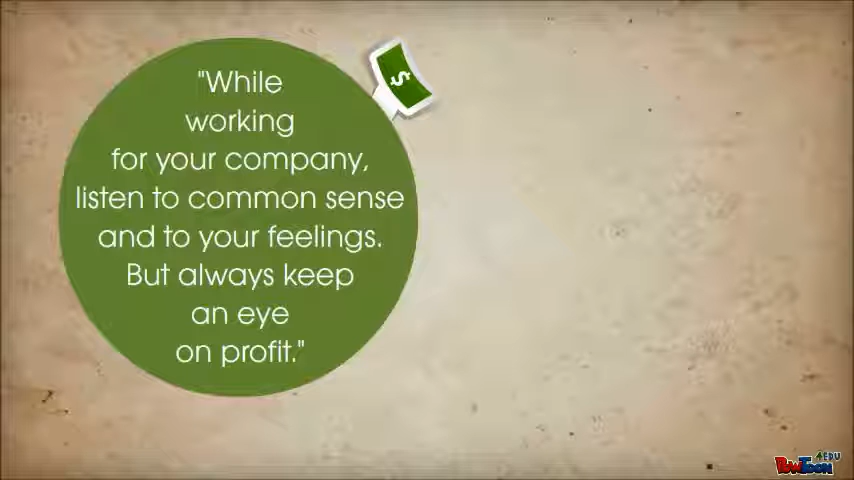 "While
working
for your company,
listen to common sense
and to your feelings.
But always keep
an eye
on profit."
$
4EDU
POWTOON